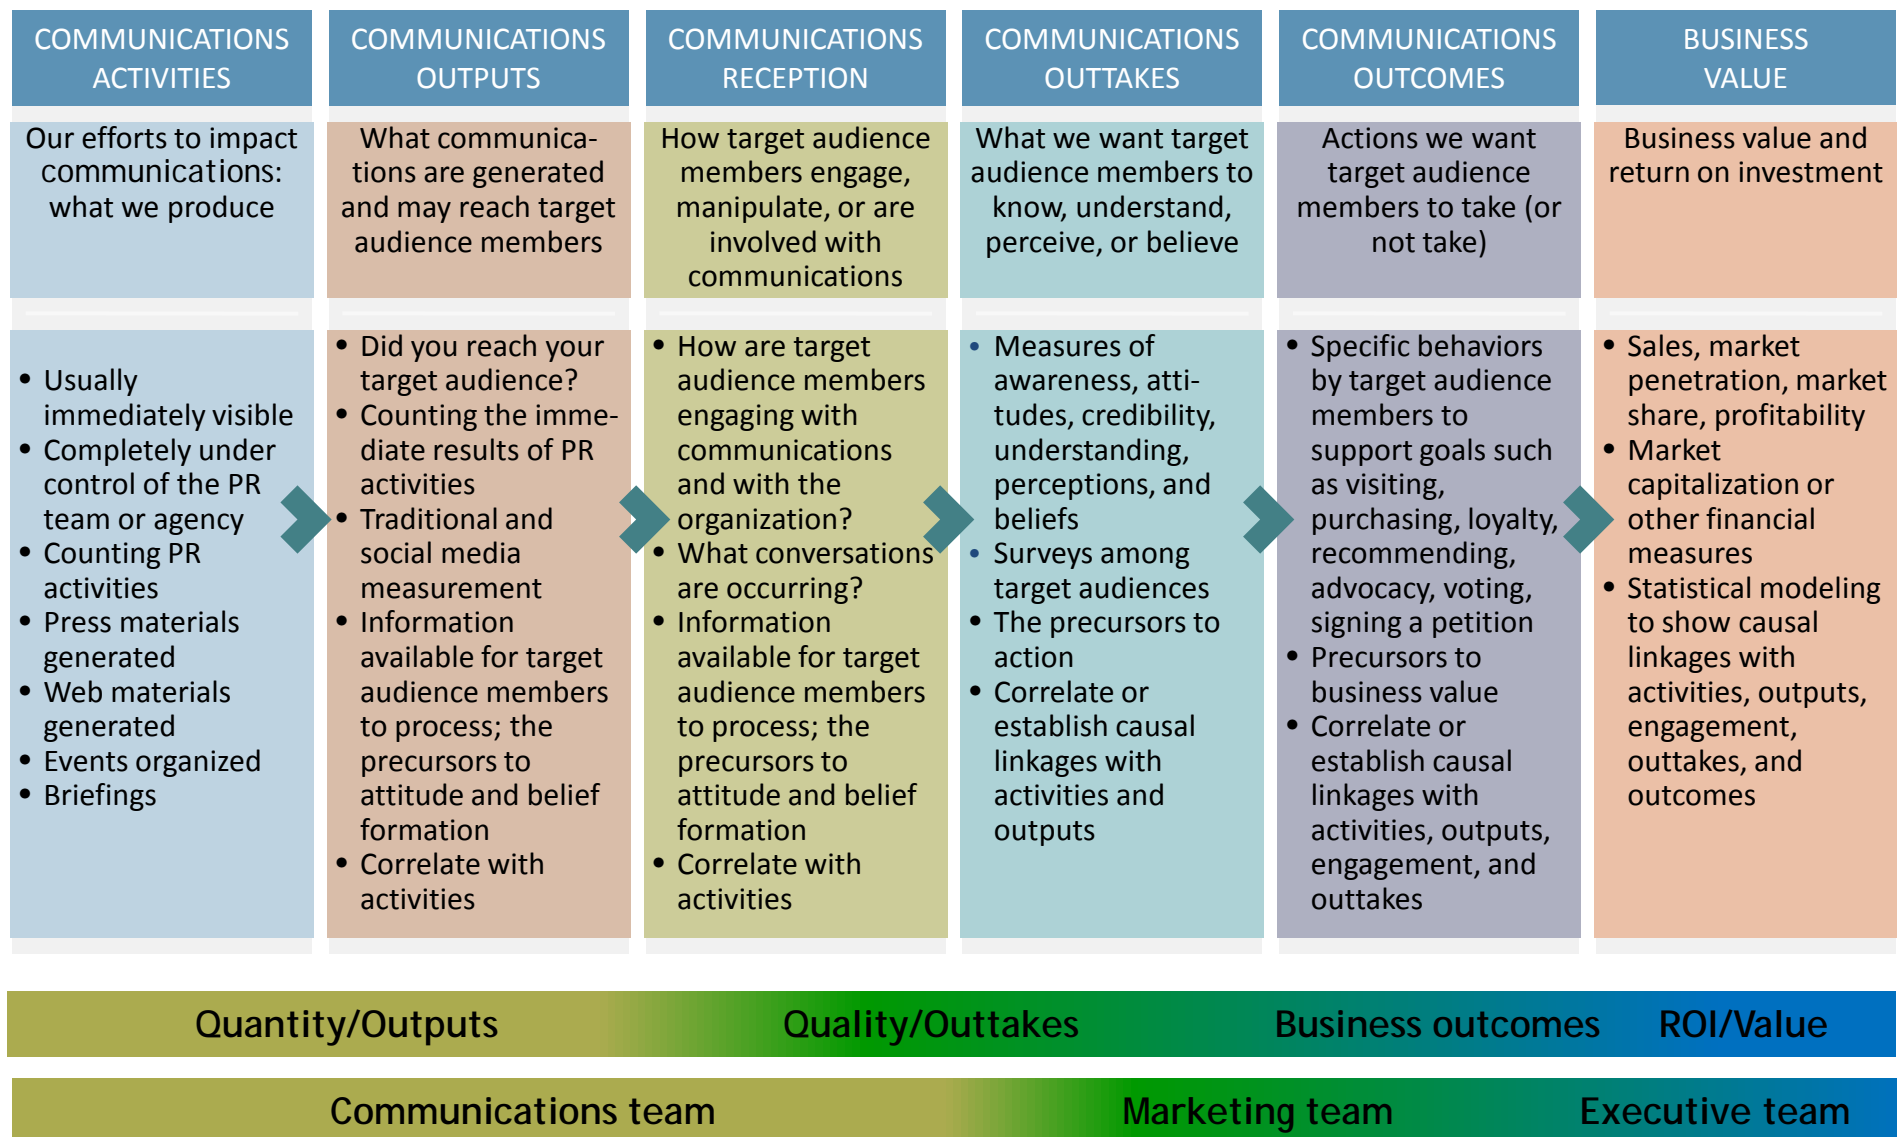 COMMUNICATIONS
ACTIVITIES
COMMUNICATIONS
OUTPUTS
COMMUNICATIONS
RECEPTION
COMMUNICATIONS
OUTTAKES
COMMUNICATIONS
OUTCOMES
BUSINESS
VALUE
Our efforts to impact
communications:
what we produce
What communica-
tions are generated
and may reach target
audience members
How target audience
members engage,
manipulate, or are
involved with
communications
What we want target
audience members to
know, understand,
perceive, or believe
Actions we want
target audience
members to take (or
not take)
Business value and
return on investment
• Usually
immediately visible
• Completely under
control of the PR
team or agency
• Counting PR
activities
• Press materials
generated
• Web materials
generated
• Events organized
• Briefings
• Did you reach your
target audience?
• Counting the imme-
diate results of PR
activities
• Traditional and
social media
measurement
• Information
available for target
audience members
to process; the
precursors to
attitude and belief
formation
• Correlate with
activities
• How are target
audience members
engaging with
communications
and with the
organization?
• What conversations
are occurring?
• Information
available for target
audience members
to process; the
precursors to
attitude and belief
formation
• Correlate with
activities
• Measures of
awareness, atti-
tudes, credibility,
understanding,
perceptions, and
beliefs
• Surveys among
target audiences
• The precursors to
action
• Correlate or
establish causal
linkages with
activities and
outputs
• Specific behaviors
by target audience
members to
support goals such
as visiting,
purchasing, loyalty,
recommending,
advocacy, voting,
signing a petition
• Precursors to
business value
• Correlate or
establish causal
linkages with
activities, outputs,
engagement, and
outtakes
• Sales, market
penetration, market
share, profitability
• Market
capitalization or
other financial
measures
• Statistical modeling
to show causal
linkages with
activities, outputs,
engagement,
outtakes, and
outcomes
Quantity/Outputs
Quality/Outtakes
Business outcomes
ROI/Value
Communications team
Marketing team
Executive team